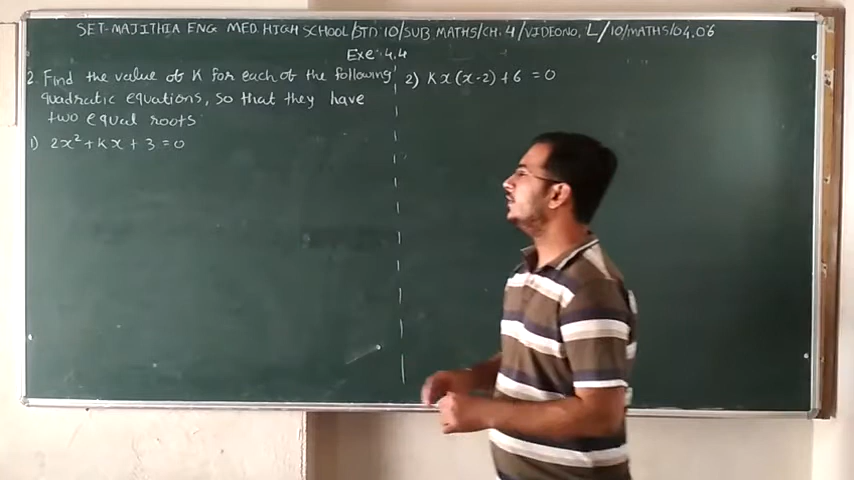 SET-MAJITHIA ENG MED. HIGH SCHOOL/STD 10/SUB MATHS/CH. 4/VIDEO NO. L/10/MATHS/04.06
Exe: 4.4
2. Find the value of K for each of the following
quadratic equations, so that they have
two equal roots.
1) 2x² + kx + 3 = 0
2) Kx(x-2) + 6 = 0